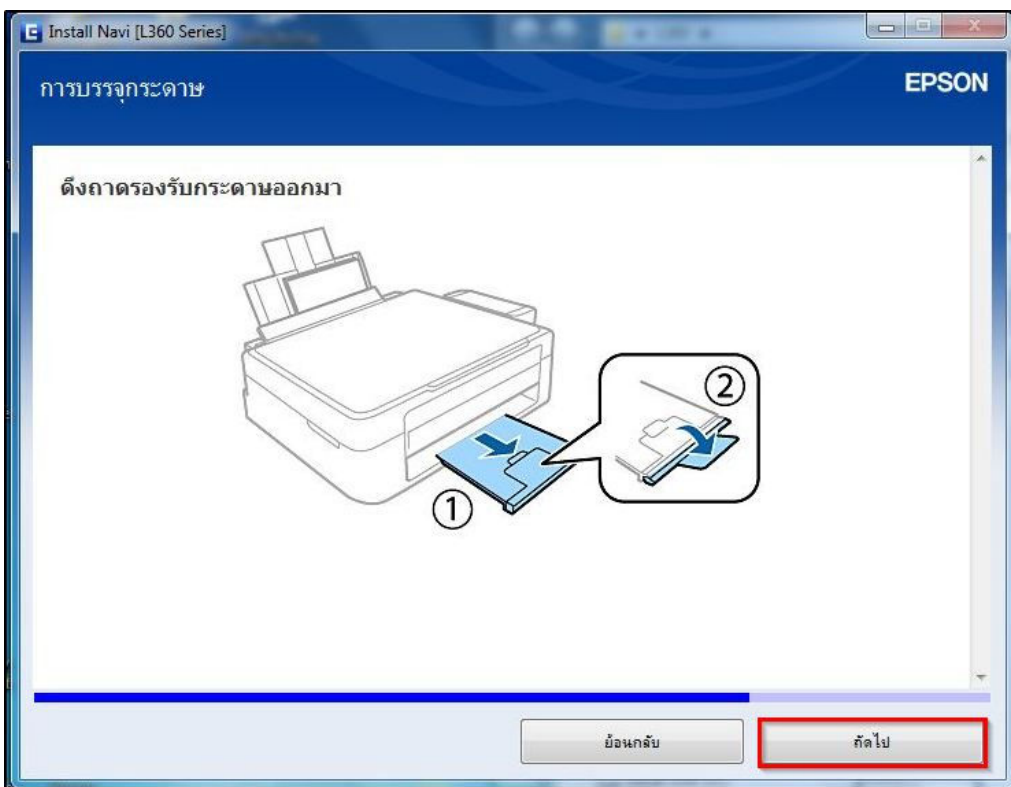 Install Navi [L360 Series]
การบรรจุกระดาษ
EPSON
ดึงถาดรองรับกระดาษออกมา
②
①
ย้อนกลับ
ถัดไป